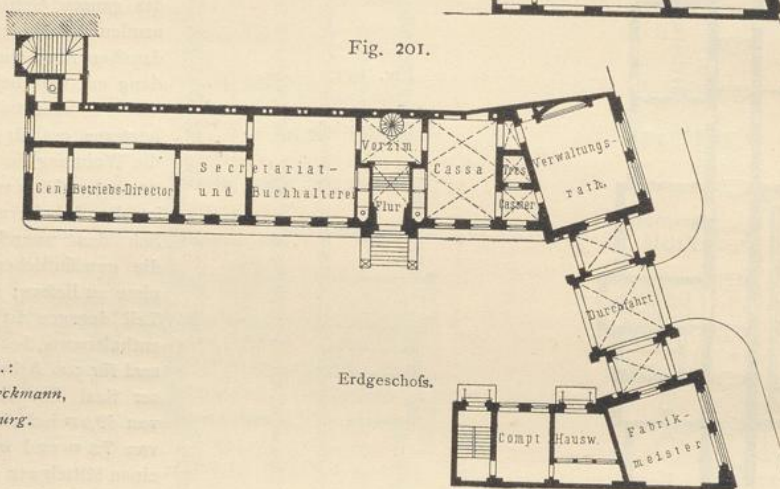 Fig. 201.
Vorzim
Secretariat-
und Buchhalterei
Cassa
Tres.
Verwaltungs-
rath.
Gen. Betriebs-Director
Flur
Cassier
Durchfahrt
.:
ckmann,
urg.
Erdgeschoſs.
Compt
Hausw.
Fabrik-
meister